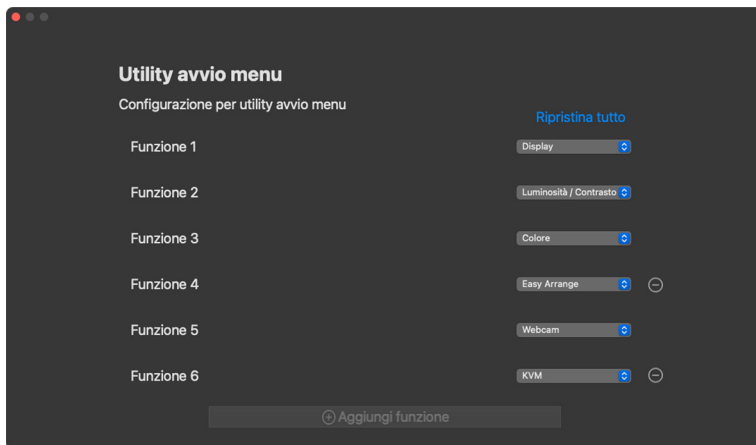 Utility avvio menu
Configurazione per utility avvio menu
Ripristina tutto
Funzione 1 Display
Funzione 2 Luminosità / Contrasto
Funzione 3 Colore
Funzione 4 Easy Arrange
Funzione 5 Webcam
Funzione 6 KVM
Aggiungi funzione